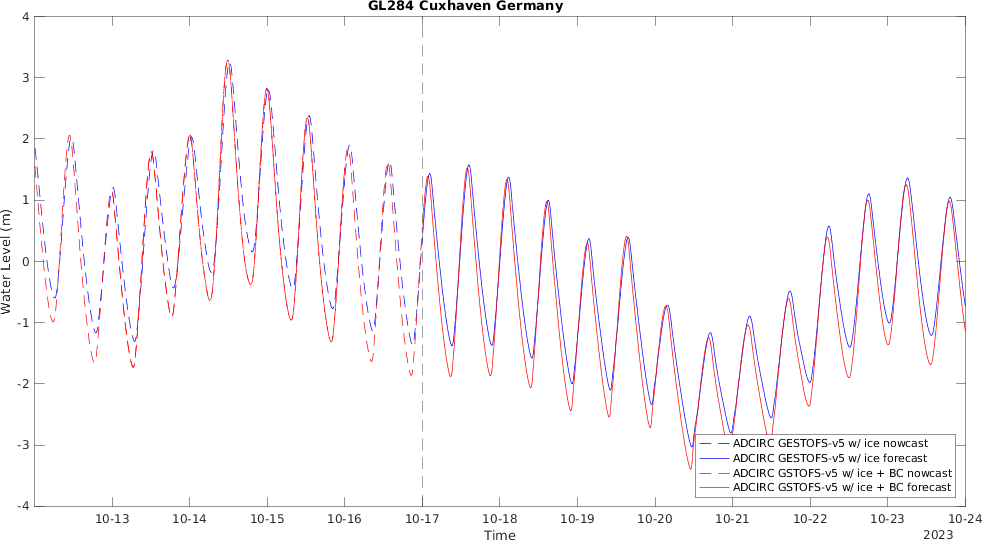 GL284 Cuxhaven Germany
Water Level (m)
4
3
2
1
0
-1
-2
-3
-4
ADCIRC GESTOFS-v5 w/ ice nowcast
ADCIRC GESTOFS-v5 w/ ice forecast
ADCIRC GSTOFS-v5 w/ ice + BC nowcast
ADCIRC GSTOFS-v5 w/ ice + BC forecast
10-13 10-14 10-15 10-16 10-17 10-18 10-19 10-20 10-21 10-22 10-23 10-24
Time
2023